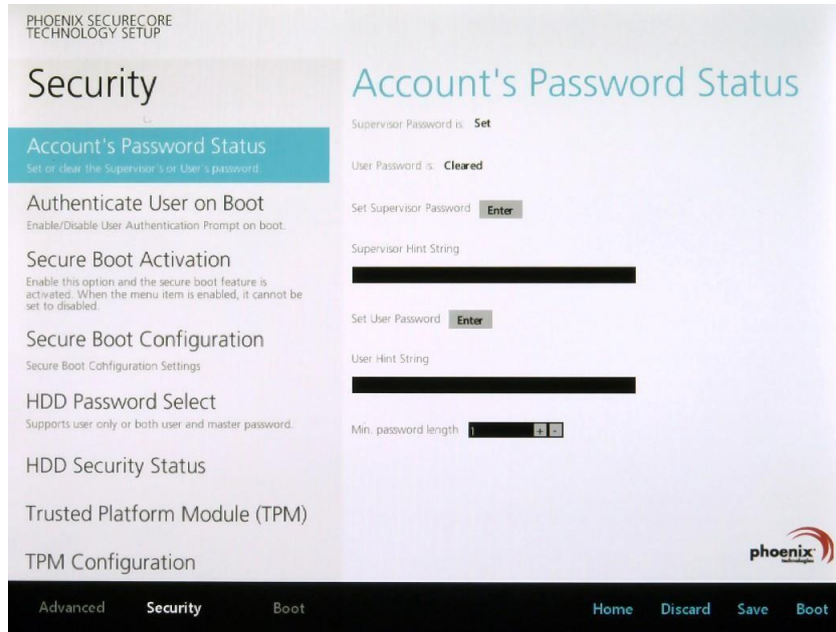 PHOENIX SECURECORE
TECHNOLOGY SETUP
Security
Account's Password Status
Set or clear the Supervisor's or User's password.
Authenticate User on Boot
Enable/Disable User Authentication Prompt on boot.
Secure Boot Activation
Enable this option and the secure boot feature is
activated. When the menu item is enabled, it cannot be
set to disabled.
Secure Boot Configuration
Secure Boot Configuration Settings
HDD Password Select
Supports user only or both user and master password.
HDD Security Status
Trusted Platform Module (TPM)
TPM Configuration
Account's Password Status
Supervisor Password is: Set
User Password is: Cleared
Set Supervisor Password Enter
Supervisor Hint String
Set User Password Enter
User Hint String
Min. password length 1 + -
phoenix
technologies
Advanced Security Boot Home Discard Save Boot